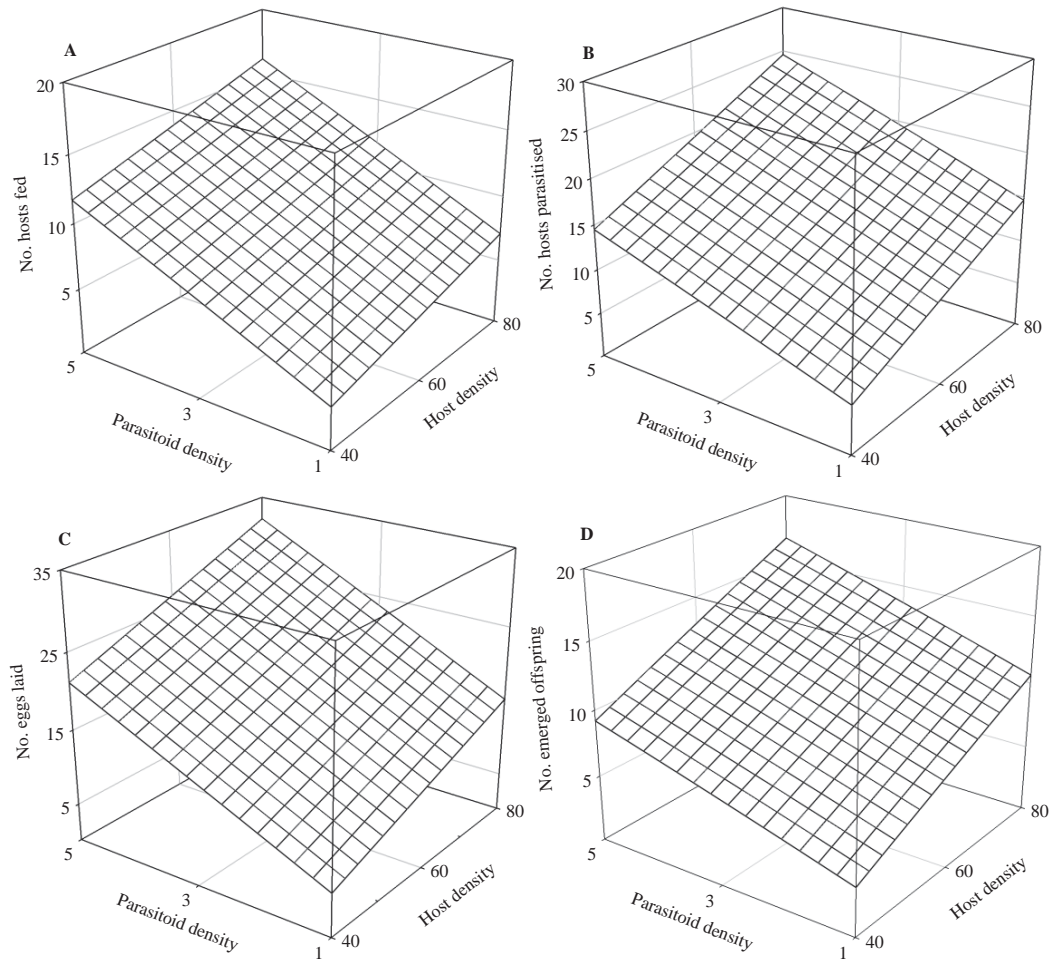 A
20
15
10
5
No. hosts fed
5
3
1
Parasitoid density
40
60
80
Host density
B
30
25
20
15
10
5
No. hosts parasitised
5
3
1
Parasitoid density
40
60
80
Host density
C
35
25
15
5
No. eggs laid
5
3
1
Parasitoid density
40
60
80
Host density
D
20
15
10
5
No. emerged offspring
5
3
1
Parasitoid density
40
60
80
Host density